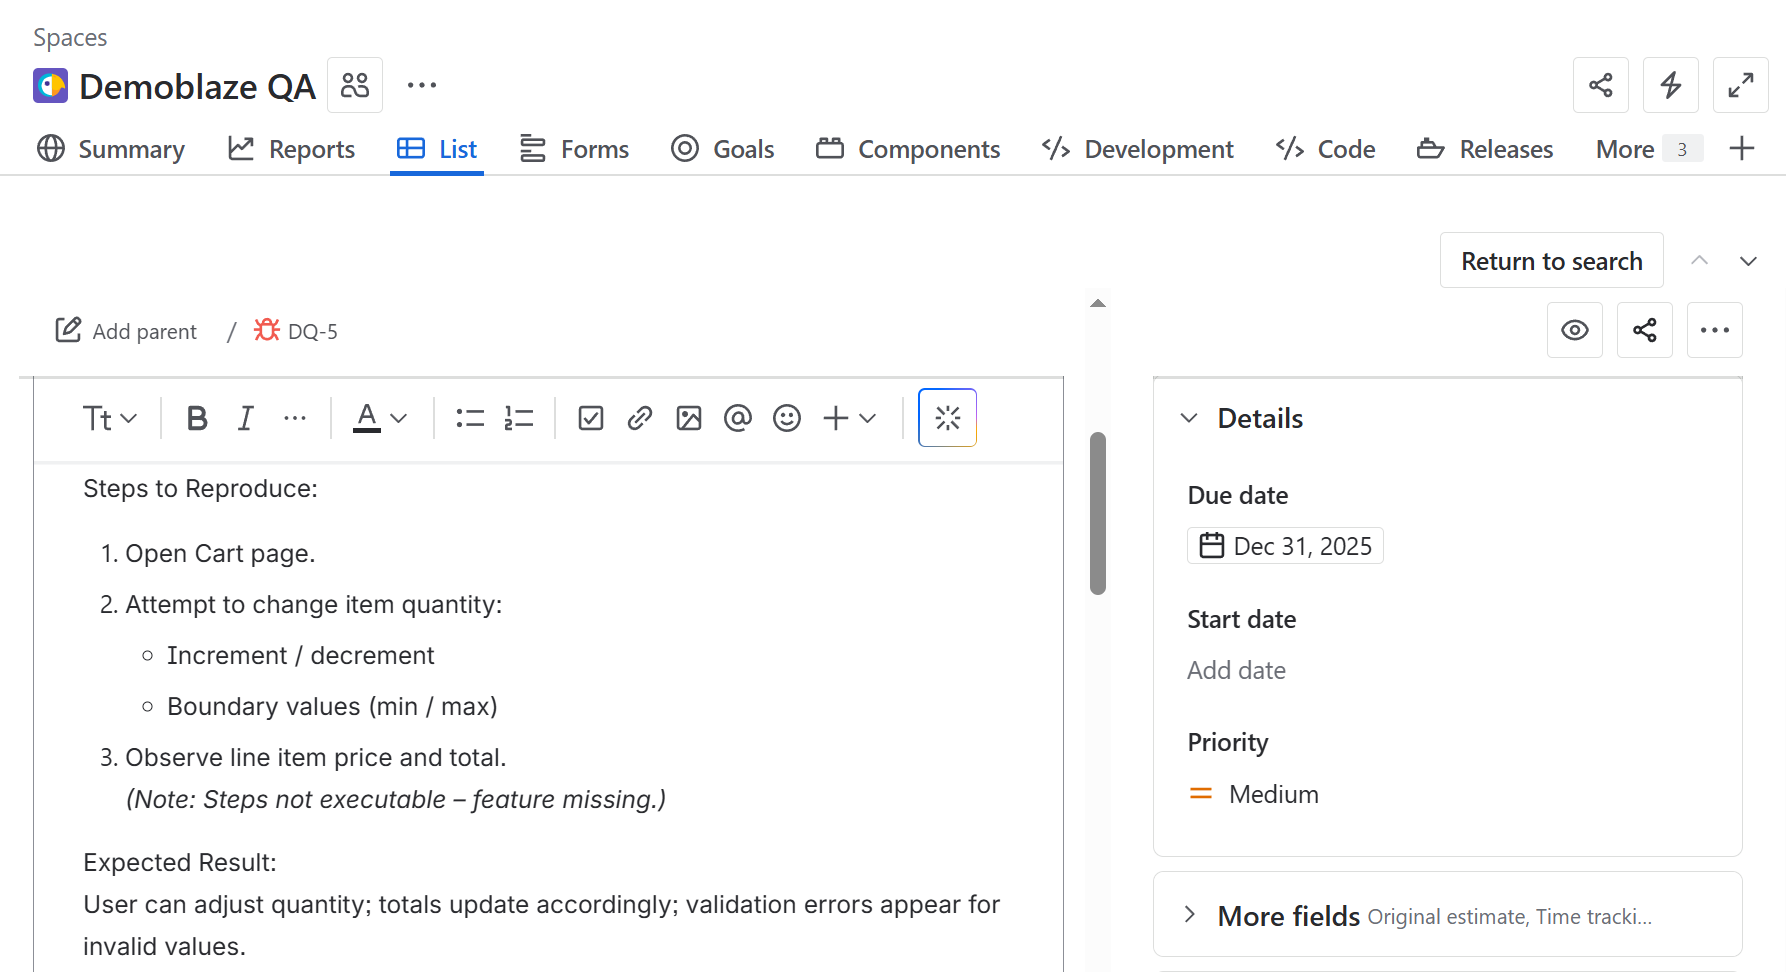 Spaces
Demoblaze QA
Summary Reports List Forms Goals Components Development Code Releases More 3
Return to search
Add parent / DQ-5
Tt B I A
Steps to Reproduce:
1. Open Cart page.
2. Attempt to change item quantity:
Increment / decrement
Boundary values (min / max)
3. Observe line item price and total.
(Note: Steps not executable – feature missing.)
Expected Result:
User can adjust quantity; totals update accordingly; validation errors appear for
invalid values.
Details
Due date
Dec 31, 2025
Start date
Add date
Priority
Medium
More fields Original estimate, Time tracki...